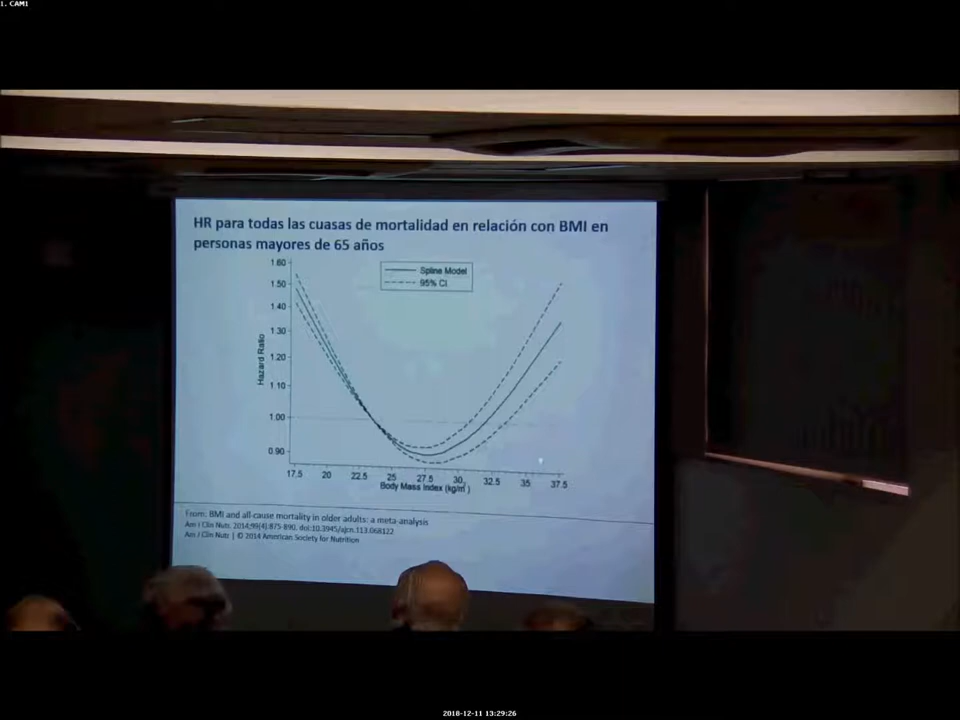 1. CAM1
HR para todas las cuasas de mortalidad en relación con BMI en
personas mayores de 65 años
Spline Model
95% CI
Hazard Ratio
1.60
1.50
1.40
1.30
1.20
1.10
1.00
0.90
17.5 20 22.5 25 27.5 30 32.5 35 37.5
Body Mass Index (kg/m²)
From: BMI and all-cause mortality in older adults: a meta-analysis
Am J Clin Nutr. 2014;99(4):875-890. doi:10.3945/ajcn.113.068122
Am J Clin Nutr | © 2014 American Society for Nutrition
2018-12-11 13:29:26